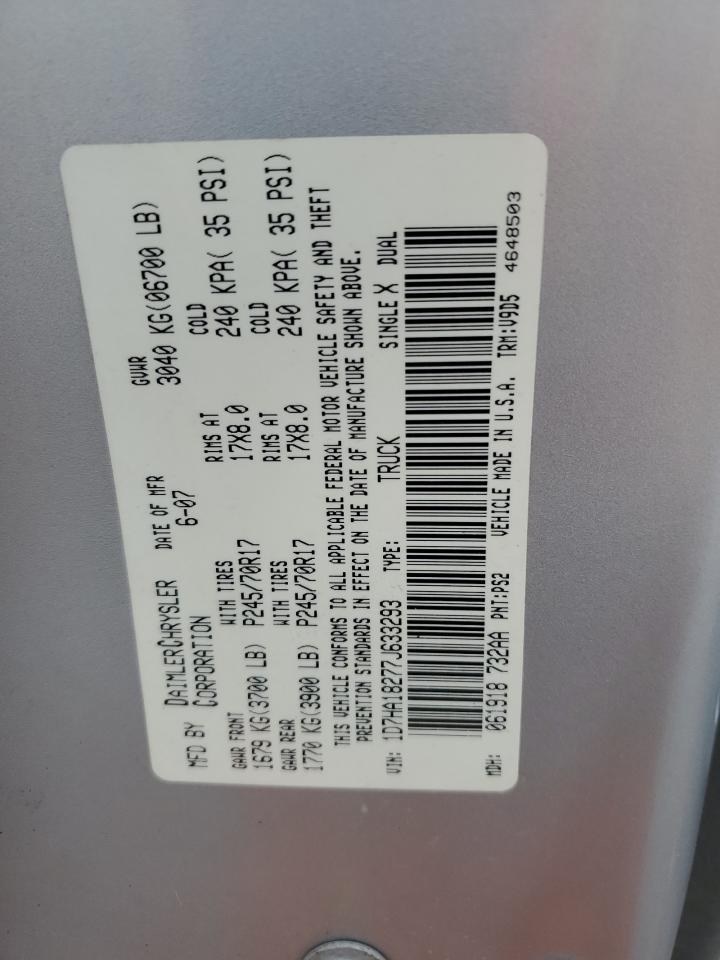 MFD BY DAIMLERCHRYSLER CORPORATION DATE OF MFR 6-07 GVWR 3040 KG(06700 LB)
GAWR FRONT WITH TIRES RIMS AT COLD
1679 KG(3700 LB) P245/70R17 17X8.0 240 KPA( 35 PSI)
GAWR REAR WITH TIRES RIMS AT COLD
1770 KG(3900 LB) P245/70R17 17X8.0 240 KPA( 35 PSI)
THIS VEHICLE CONFORMS TO ALL APPLICABLE FEDERAL MOTOR VEHICLE SAFETY AND THEFT
PREVENTION STANDARDS IN EFFECT ON THE DATE OF MANUFACTURE SHOWN ABOVE.
VIN: 1D7HA18277J633293 TYPE: TRUCK SINGLE X DUAL
MDH: 061918 732AA PNT:PS2 VEHICLE MADE IN U.S.A. TRM:V9D5
4648503